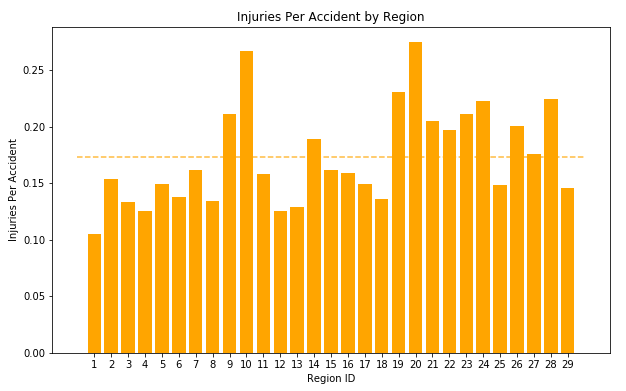 Injuries Per Accident by Region
Injuries Per Accident
0.25
0.20
0.15
0.10
0.05
0.00
1 2 3 4 5 6 7 8 9 10 11 12 13 14 15 16 17 18 19 20 21 22 23 24 25 26 27 28 29
Region ID